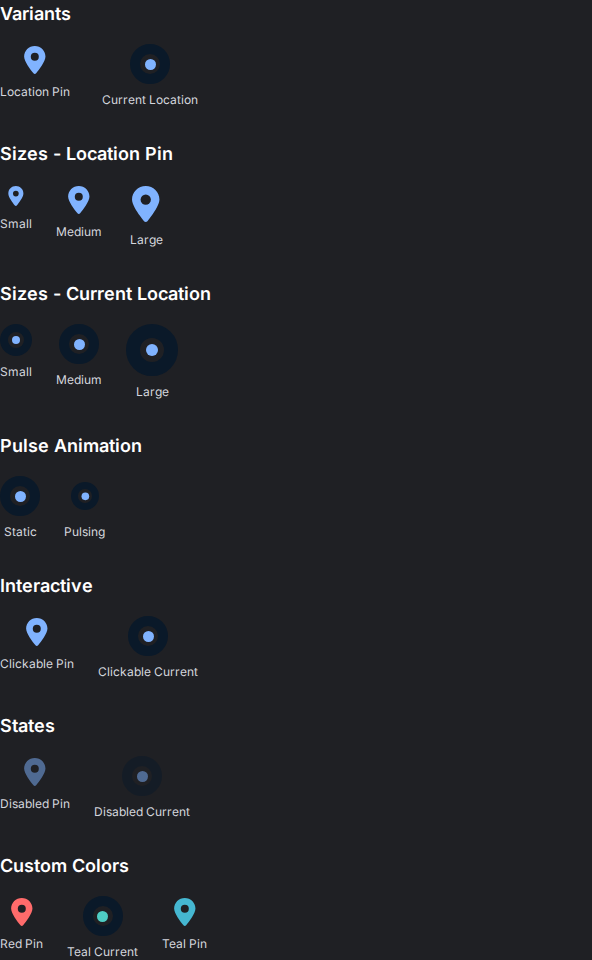 Variants
Location Pin
Current Location
Sizes - Location Pin
Small
Medium
Large
Sizes - Current Location
Small
Medium
Large
Pulse Animation
Static
Pulsing
Interactive
Clickable Pin
Clickable Current
States
Disabled Pin
Disabled Current
Custom Colors
Red Pin
Teal Current
Teal Pin